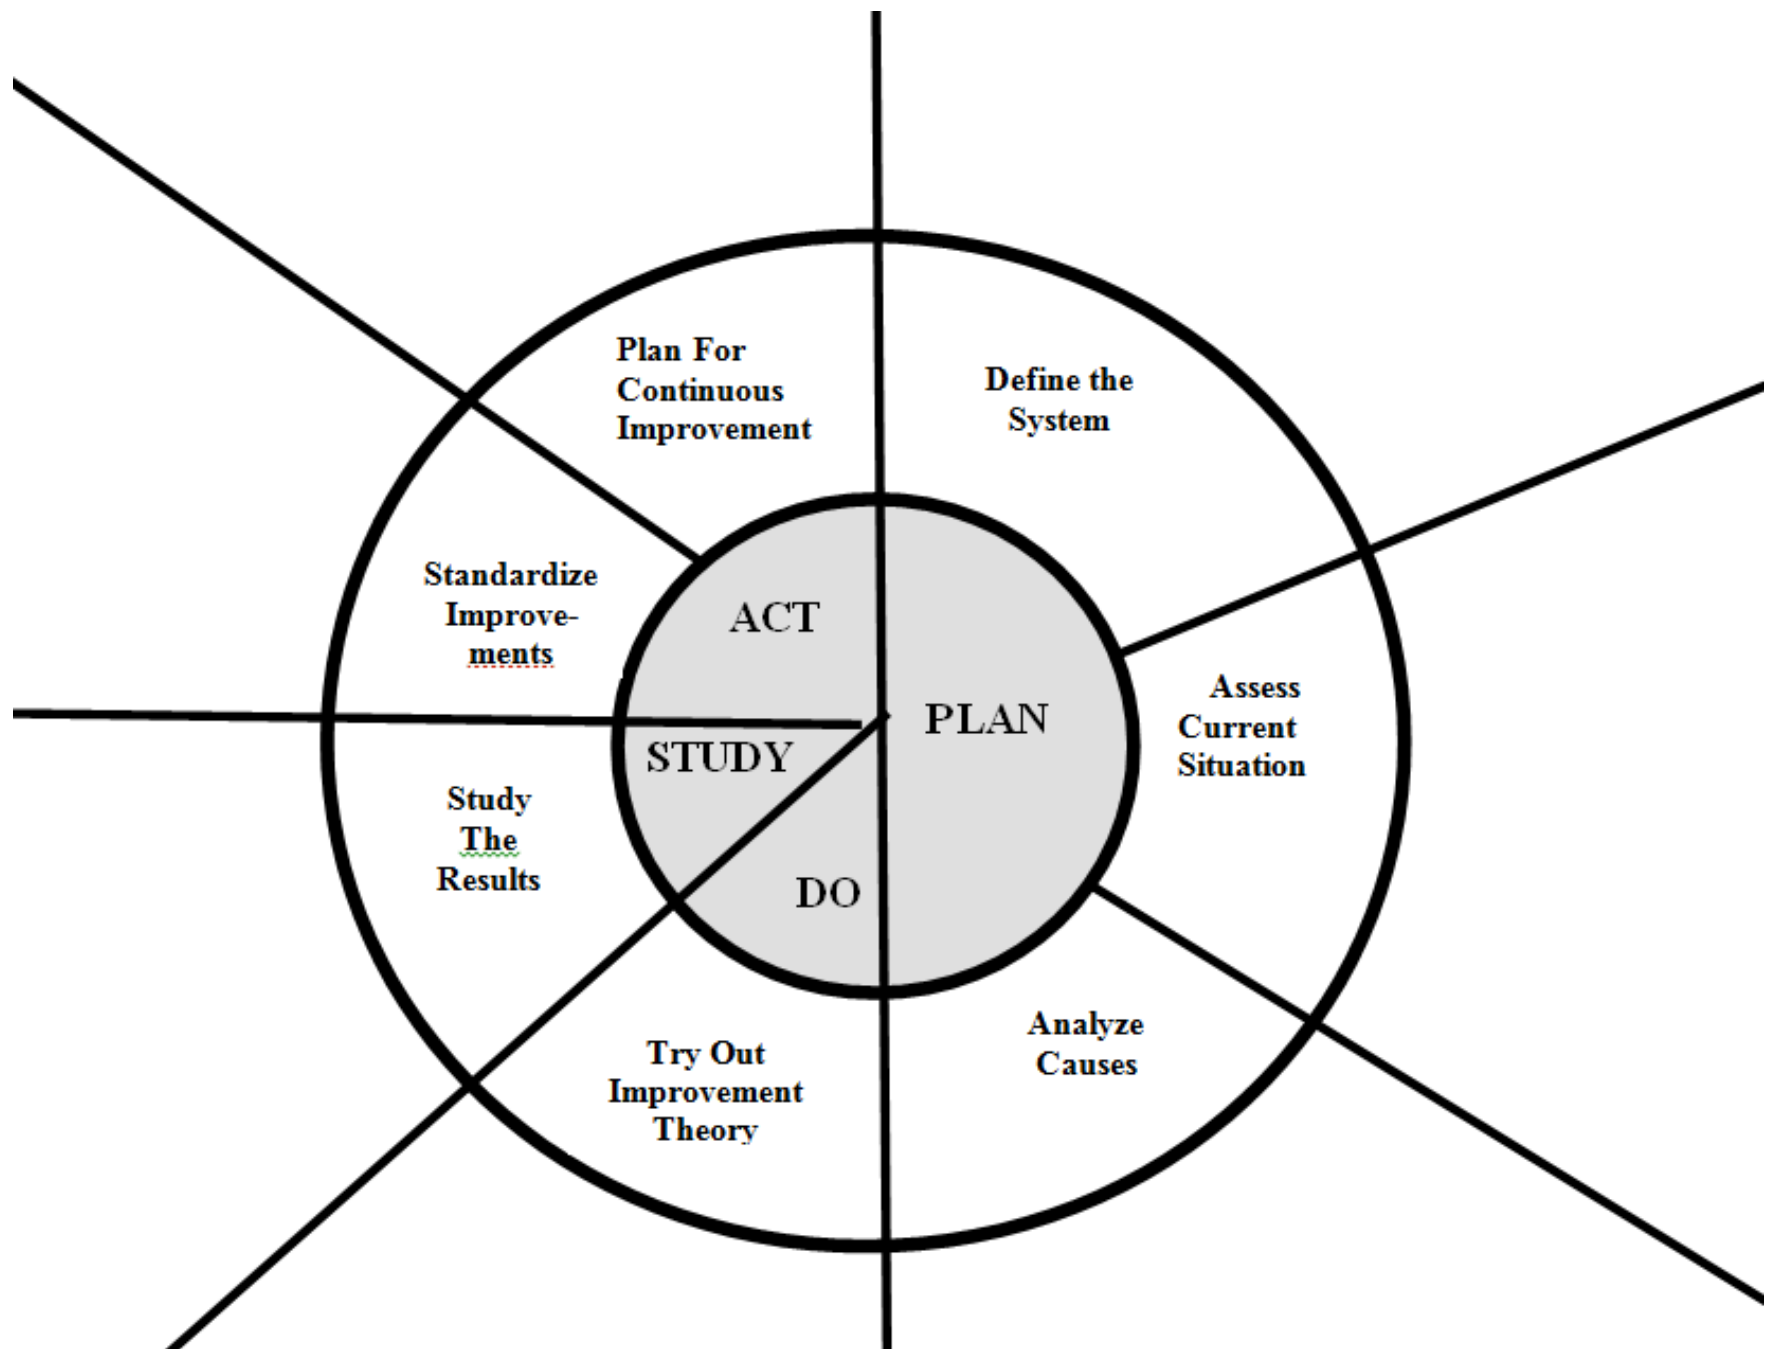 Plan For
Continuous
Improvement
Define the
System
Standardize
Improve-
ments
ACT
PLAN
Assess
Current
Situation
STUDY
Study
The
Results
DO
Try Out
Improvement
Theory
Analyze
Causes